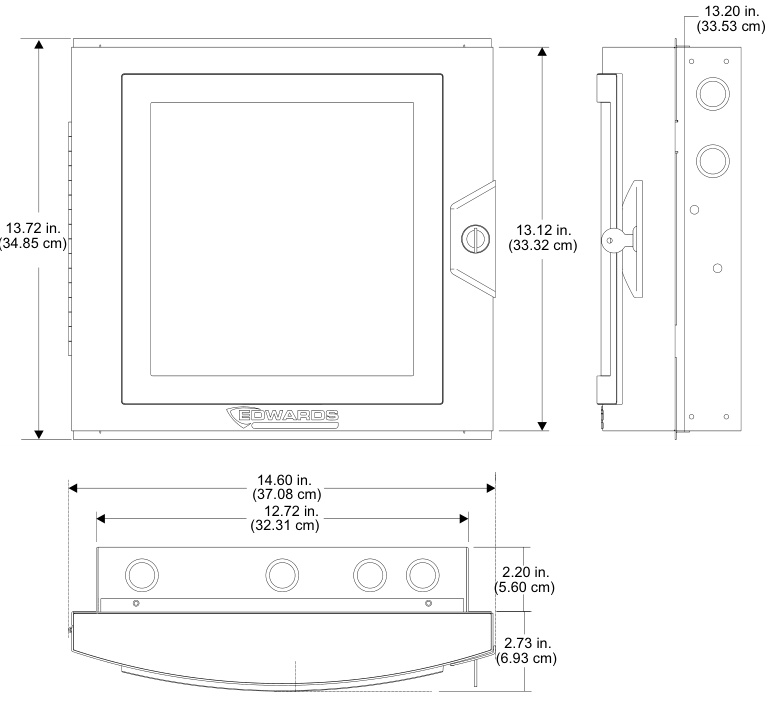 13.20 in.
(33.53 cm)
13.72 in.
(34.85 cm)
13.12 in.
(33.32 cm)
EDWARDS
14.60 in.
(37.08 cm)
12.72 in.
(32.31 cm)
2.20 in.
(5.60 cm)
2.73 in.
(6.93 cm)